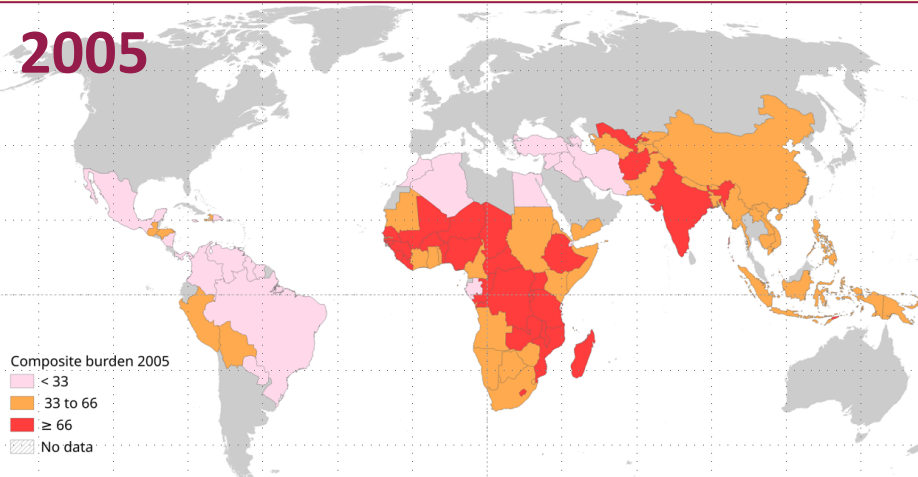 2005
Composite burden 2005
< 33
33 to 66
≥ 66
No data